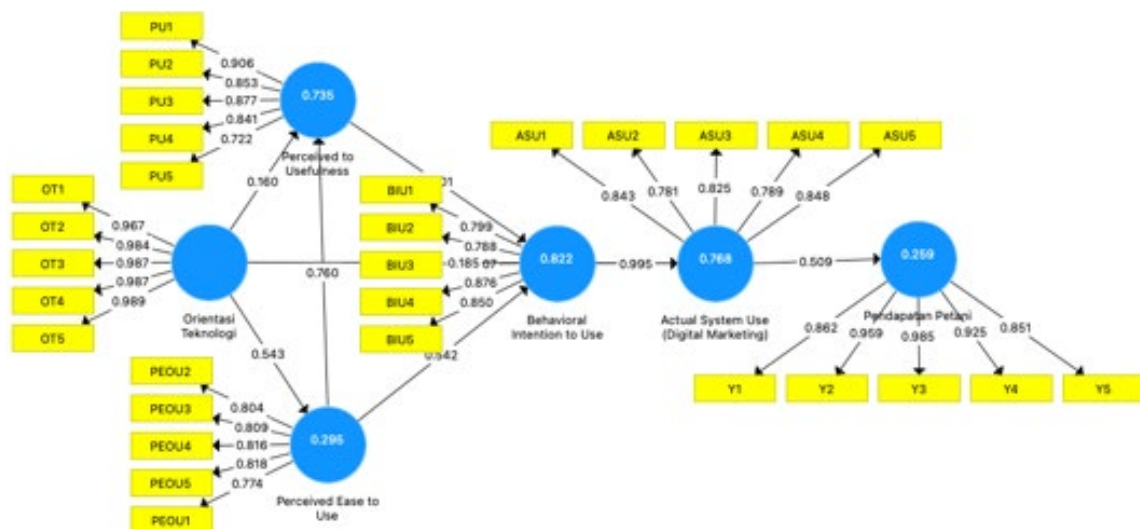 PU1
PU2
PU3
PU4
PU5
0.906
0.853
0.877
0.841
0.722
0.735
Perceived to
Usefulness
OT1
OT2
OT3
OT4
OT5
0.967
0.984
0.987
0.987
0.989
Orientasi
Teknologi
0.160
0.543
0.760
0.185
PEOU2
PEOU3
PEOU4
PEOU5
PEOU1
0.804
0.809
0.816
0.818
0.774
0.295
Perceived Ease to
Use
BIU1
BIU2
BIU3
BIU4
BIU5
0.799
0.788
0.876
0.850
0.822
Behavioral
Intention to Use
0.995
ASU1
ASU2
ASU3
ASU4
ASU5
0.843
0.781
0.825
0.789
0.848
0.768
Actual System Use
(Digital Marketing)
0.509
0.259
Pendapatan Petani
0.862
0.959
0.985
0.925
0.851
Y1
Y2
Y3
Y4
Y5